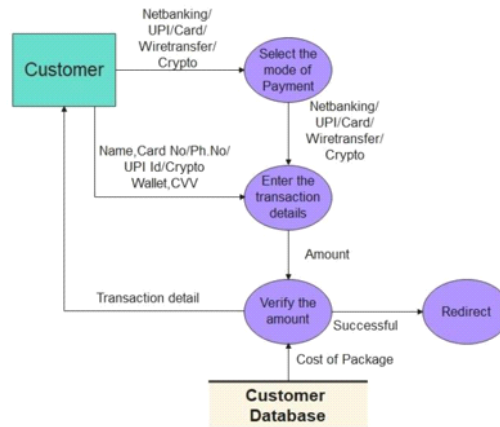 Netbanking/
UPI/Card/
Wiretransfer/
Crypto
Customer
Select the
mode of
Payment
Netbanking/
UPI/Card/
Wiretransfer/
Crypto
Name,Card No/Ph.No/
UPI Id/Crypto
Wallet,CVV
Enter the
transaction
details
Amount
Transaction detail
Verify the
amount
Successful
Redirect
Cost of Package
Customer
Database